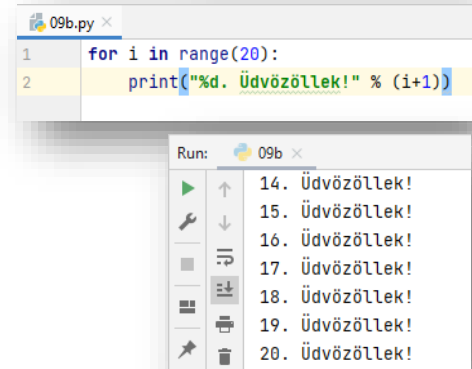 09b.py
1 for i in range(20):
2 print("%d. Üdvözöllek!" % (i+1))
Run: 09b
14. Üdvözöllek!
15. Üdvözöllek!
16. Üdvözöllek!
17. Üdvözöllek!
18. Üdvözöllek!
19. Üdvözöllek!
20. Üdvözöllek!